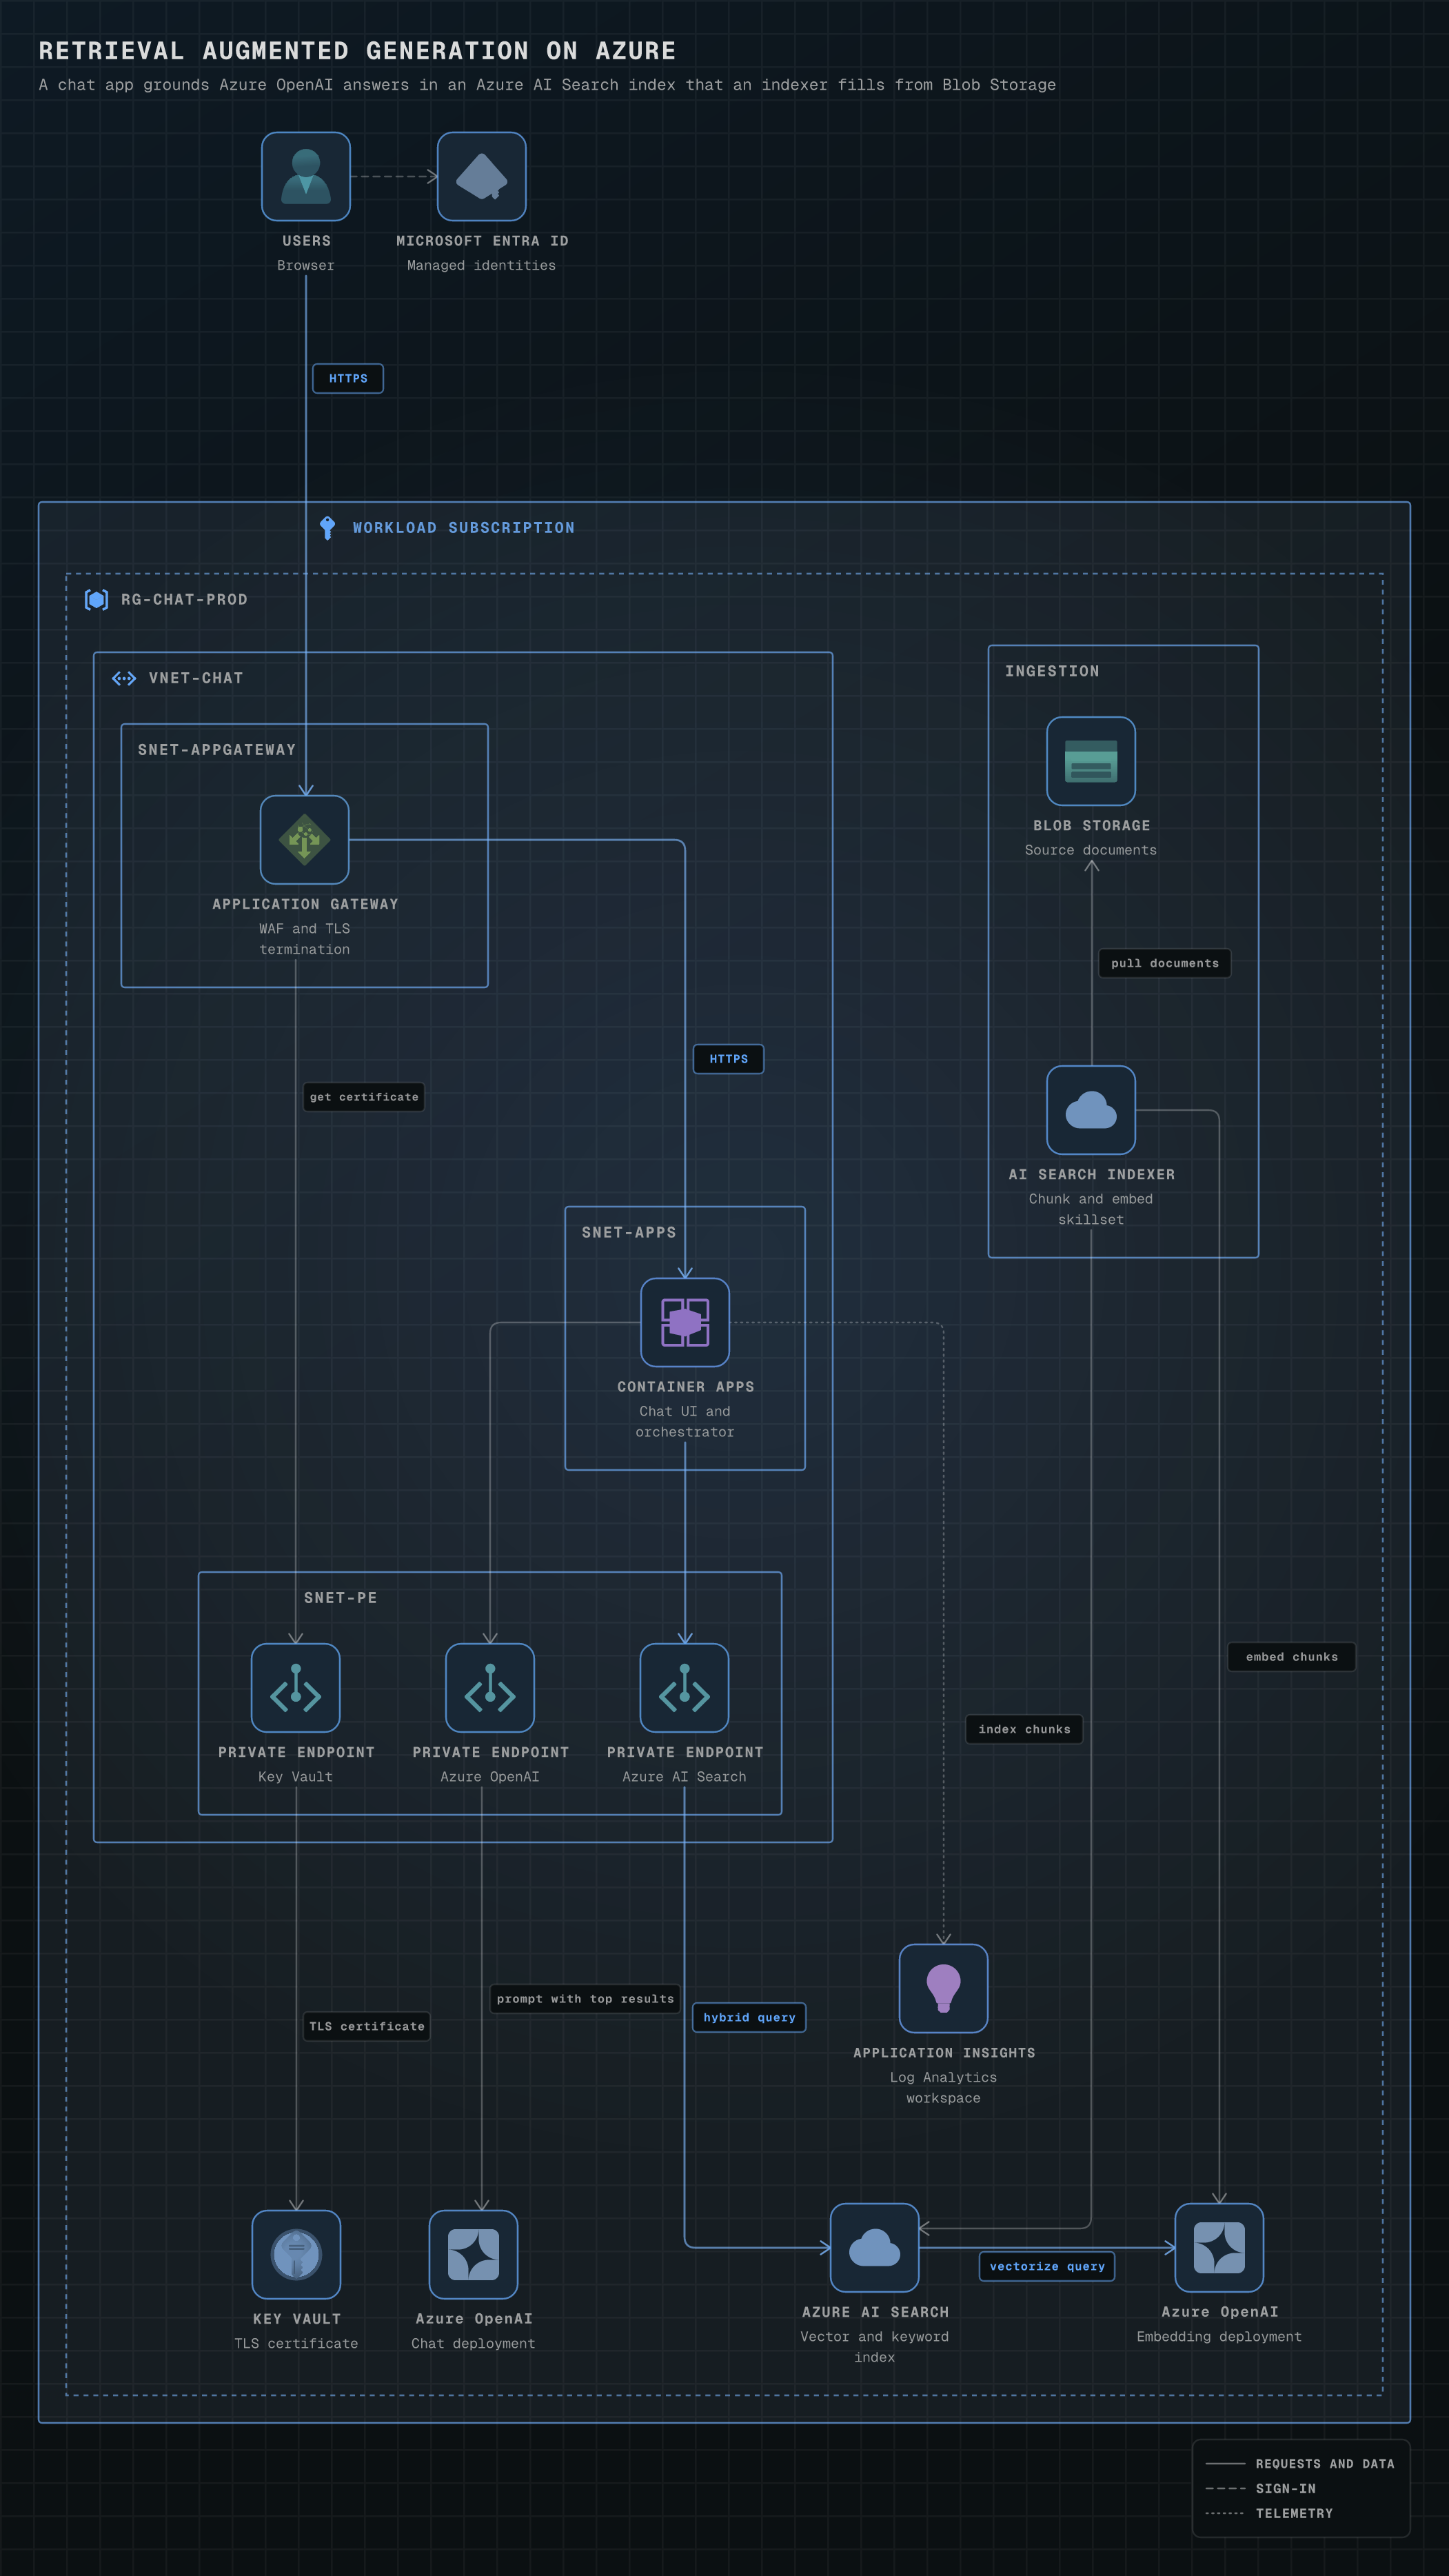 RETRIEVAL AUGMENTED GENERATION ON AZURE
A chat app grounds Azure OpenAI answers in an Azure AI Search index that an indexer fills from Blob Storage
USERS
Browser
MICROSOFT ENTRA ID
Managed identities
HTTPS
WORKLOAD SUBSCRIPTION
RG-CHAT-PROD
VNET-CHAT
SNET-APPGATEWAY
APPLICATION GATEWAY
WAF and TLS
termination
INGESTION
BLOB STORAGE
Source documents
pull documents
HTTPS
get certificate
AI SEARCH INDEXER
Chunk and embed
skillset
SNET-APPS
CONTAINER APPS
Chat UI and
orchestrator
SNET-PE
PRIVATE ENDPOINT
Key Vault
PRIVATE ENDPOINT
Azure OpenAI
PRIVATE ENDPOINT
Azure AI Search
embed chunks
index chunks
prompt with top results
hybrid query
TLS certificate
APPLICATION INSIGHTS
Log Analytics
workspace
vectorize query
KEY VAULT
TLS certificate
Azure OpenAI
Chat deployment
AZURE AI SEARCH
Vector and keyword
index
Azure OpenAI
Embedding deployment
REQUESTS AND DATA
SIGN-IN
TELEMETRY